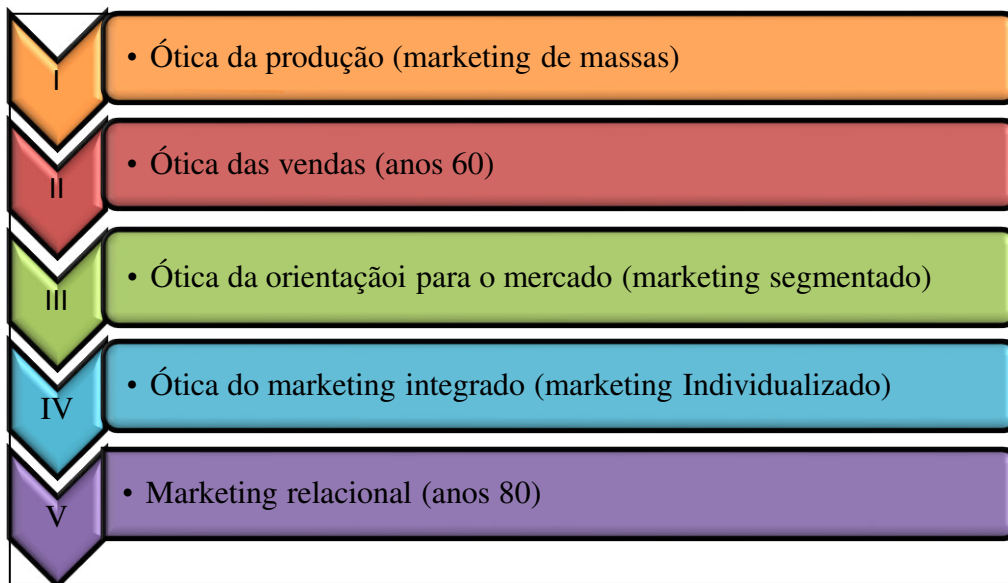 I
• Ótica da produção (marketing de massas)
II
• Ótica das vendas (anos 60)
III
• Ótica da orientaçãoi para o mercado (marketing segmentado)
IV
• Ótica do marketing integrado (marketing Individualizado)
V
• Marketing relacional (anos 80)